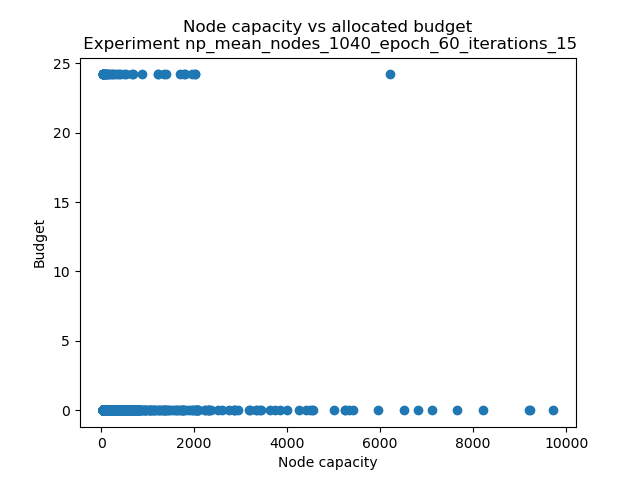 Node capacity vs allocated budget
Experiment np_mean_nodes_1040_epoch_60_iterations_15
25
20
15
10
5
0
Budget
0 2000 4000 6000 8000 10000
Node capacity